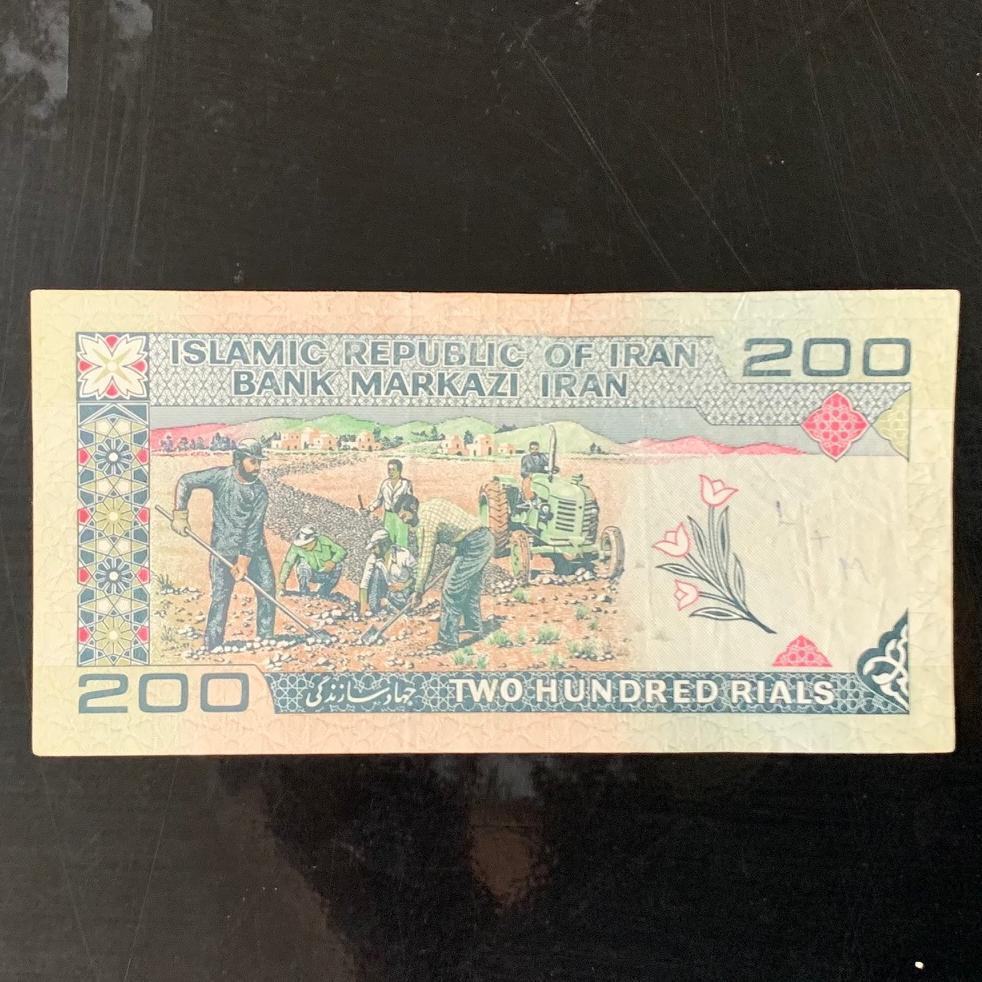 ISLAMIC REPUBLIC OF IRAN
BANK MARKAZI IRAN
200
200
جهاد سازندگی
TWO HUNDRED RIALS